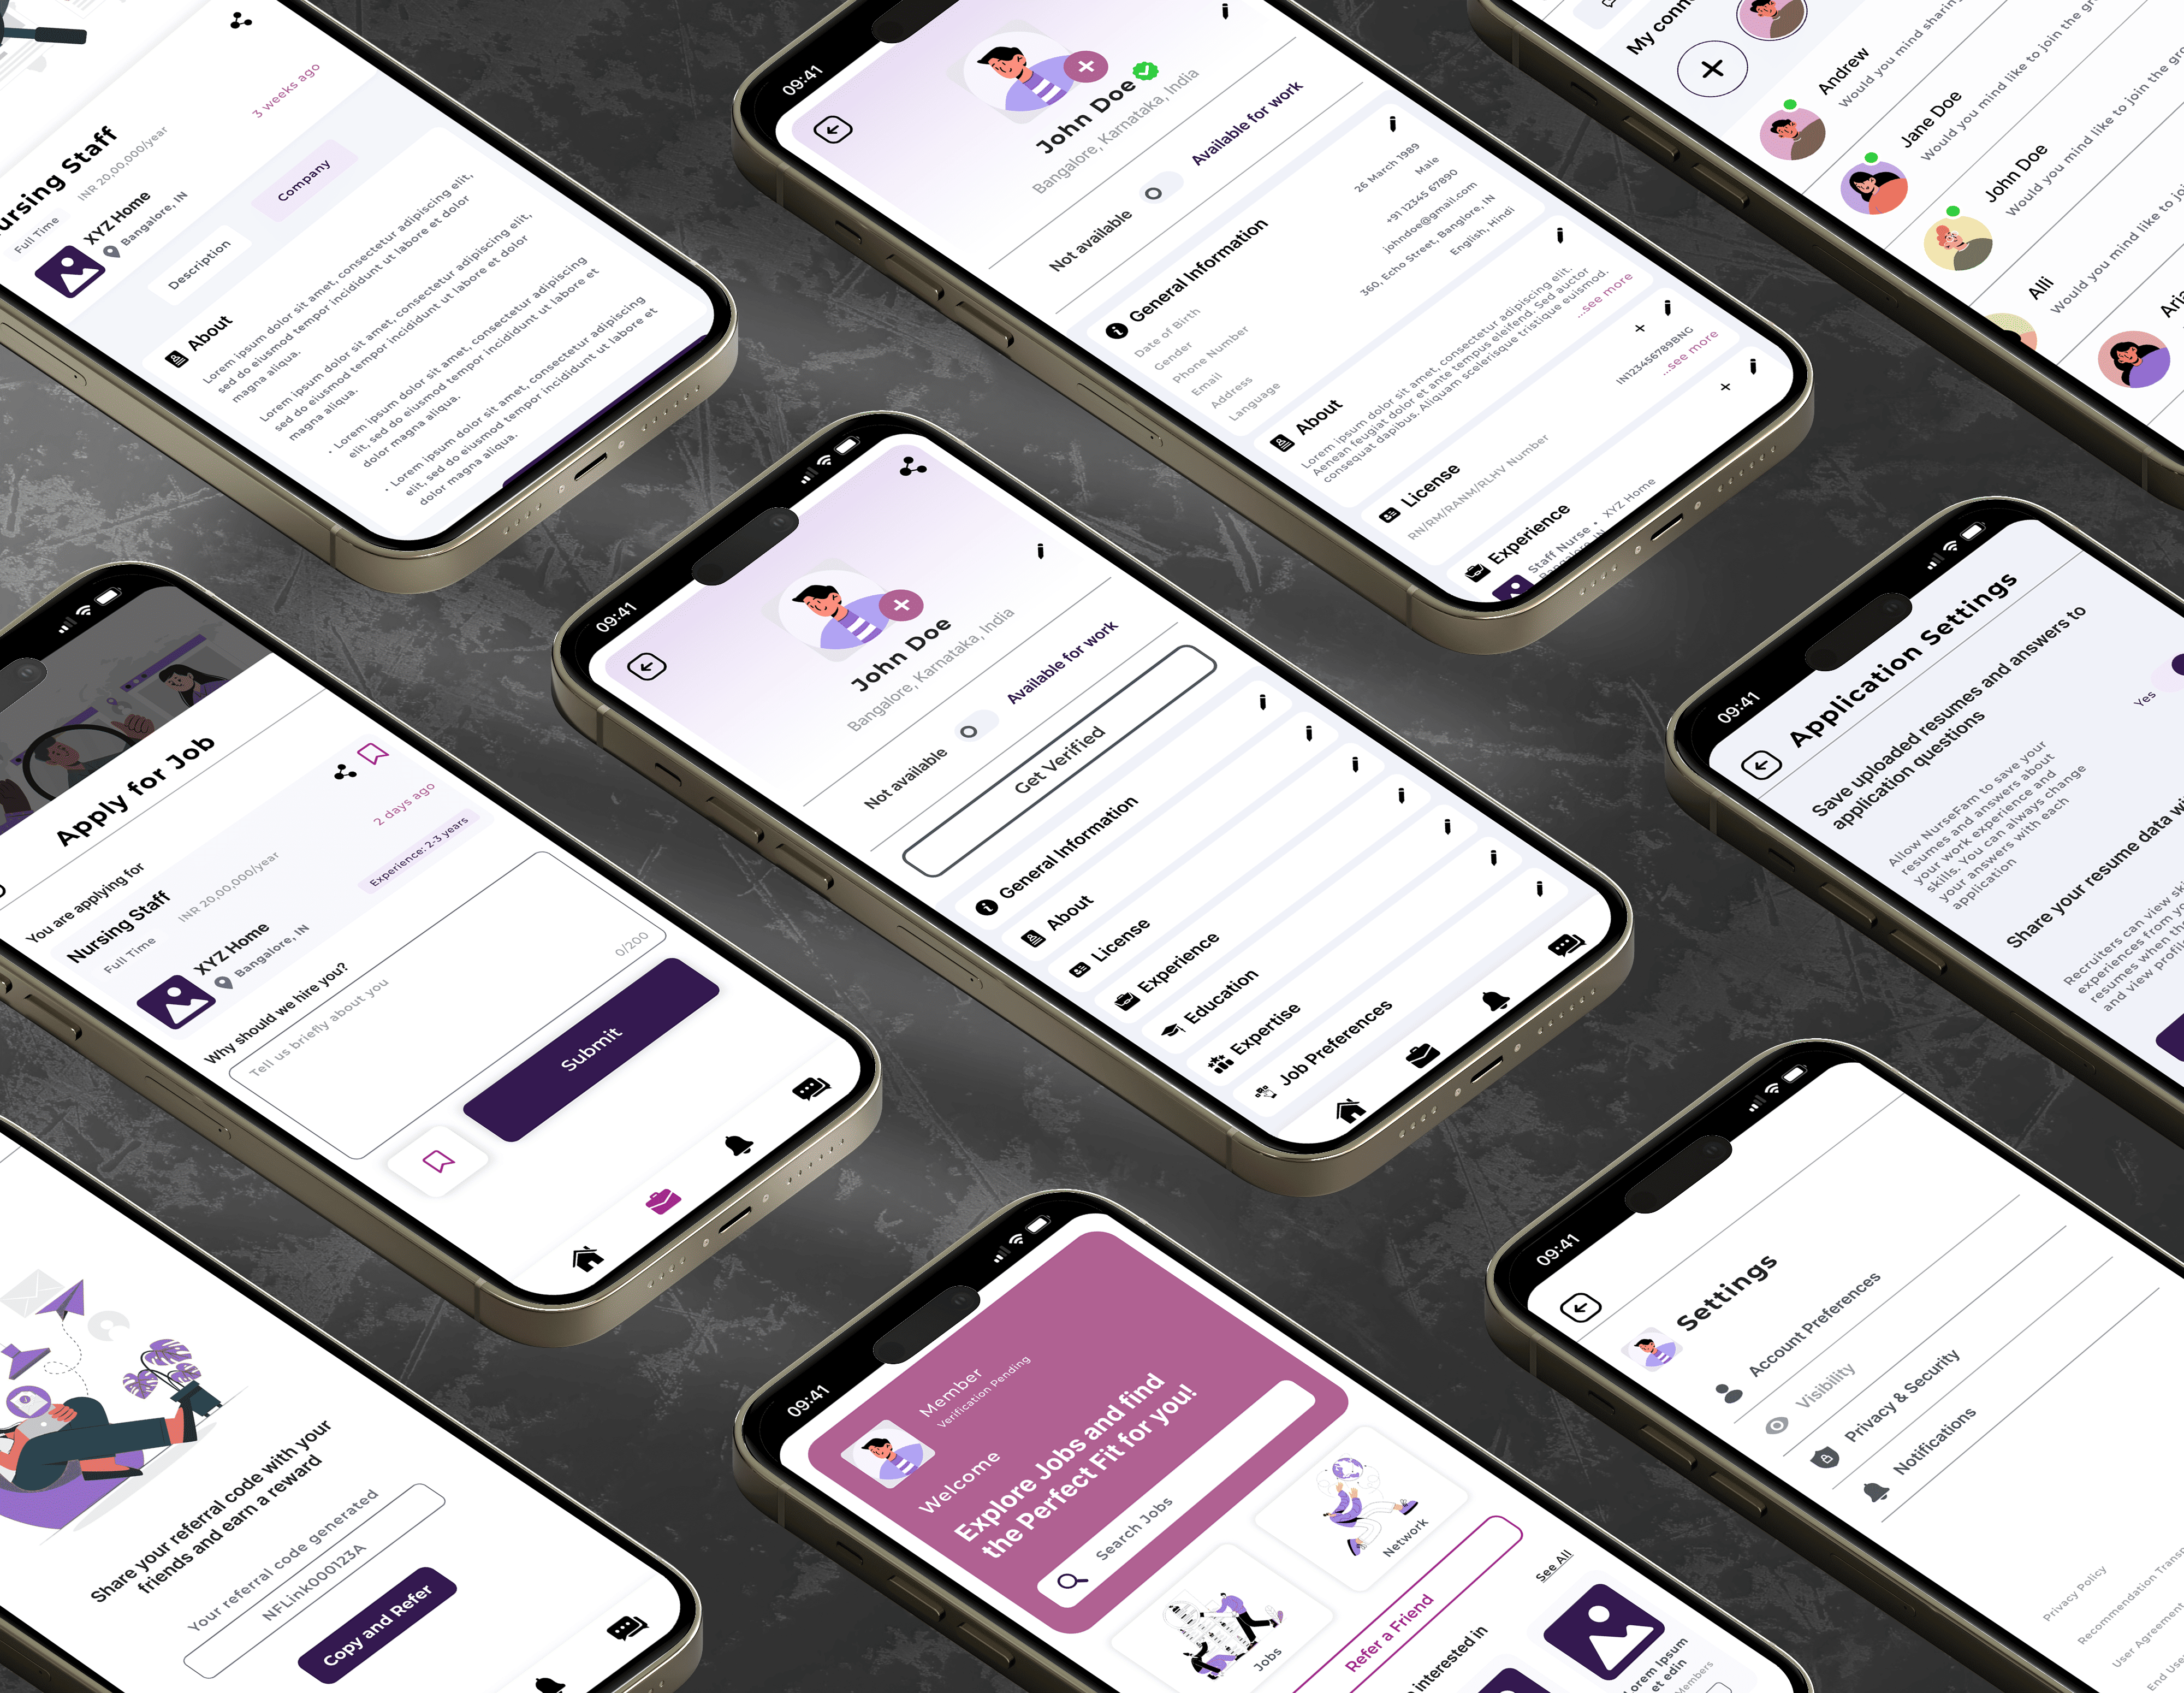 ursing Staff
3 weeks ago
Full Time
INR 20,00,000/year
XYZ Home
Bangalore, IN
Description
Company
About
Lorem ipsum dolor sit amet, consectetur adipiscing elit,
sed do eiusmod tempor incididunt ut labore et dolor
magna aliqua.
Lorem ipsum dolor sit amet, consectetur adipiscing elit,
sed do eiusmod tempor incididunt ut labore et dolor
magna aliqua.
• Lorem ipsum dolor sit amet, consectetur adipiscing
elit, sed do eiusmod tempor incididunt ut labore et
dolor magna aliqua.
• Lorem ipsum dolor sit amet, consectetur adipiscing
elit, sed do eiusmod tempor incididunt ut labore et
dolor magna aliqua.
09:41
John Doe
Bangalore, Karnataka, India
Not available
Available for work
General Information
Date of Birth
26 March 1989
Gender
Male
Phone Number
+91 12345 67890
Email
johndoe@gmail.com
Address
360, Echo Street, Banglore, IN
Language
English, Hindi
About
Lorem ipsum dolor sit amet, consectetur adipiscing elit.
Aenean feugiat dolor et ante tempus eleifend. Sed auctor
consequat dapibus. Aliquam scelerisque tristique euismod.
...see more
License
RN/RM/RANM/RLHV Number
IN123456789BNG
...see more
Experience
Staff Nurse • XYZ Home
Bangalore, IN
My conn
Andrew
Would you mind sharing
Jane Doe
Would you mind like to join the gr
John Doe
Would you mind like to join the gr
Alli
Would you mind like to joi
Aria
Apply for Job
You are applying for
Nursing Staff
2 days ago
Full Time
INR 20,00,000/year
Experience: 2-3 years
XYZ Home
Bangalore, IN
Why should we hire you?
Tell us briefly about you
0/200
Submit
09:41
John Doe
Bangalore, Karnataka, India
Not available
Available for work
Get Verified
General Information
About
License
Experience
Education
Expertise
Job Preferences
09:41
Application Settings
Save uploaded resumes and answers to
application questions
Allow NurseFam to save your
resumes and answers about
your work experience and
skills. You can always change
your answers with each
application
Yes
Share your resume data wi
Recruiters can view ski
experiences from yo
resumes when the
and view profil
Share your referral code with your
friends and earn a reward
Your referral code generated
NFLink000123A
Copy and Refer
09:41
Member
Verification Pending
Welcome
Explore Jobs and find
the Perfect Fit for you!
Search Jobs
Jobs
Network
Refer a Friend
interested in
See All
Lorem Ipsum
et edin
Members
09:41
Settings
Account Preferences
Visibility
Privacy & Security
Notifications
Privacy Policy
Recommendation Trans
User Agreement
End Use